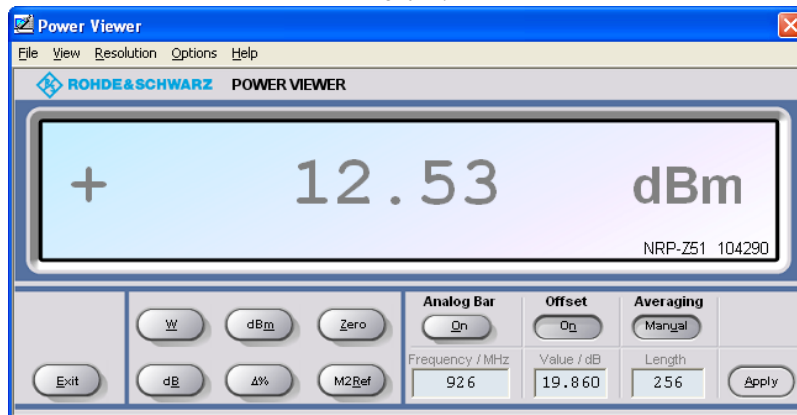 Power Viewer
File View Resolution Options Help
ROHDE&SCHWARZ POWER VIEWER
+ 12.53 dBm
NRP-Z51 104290
Analog Bar Offset Averaging
W dBm Zero On On Manual
Frequency / MHz Value / dB Length
Exit dB Δ% M2Ref 926 19.860 256 Apply